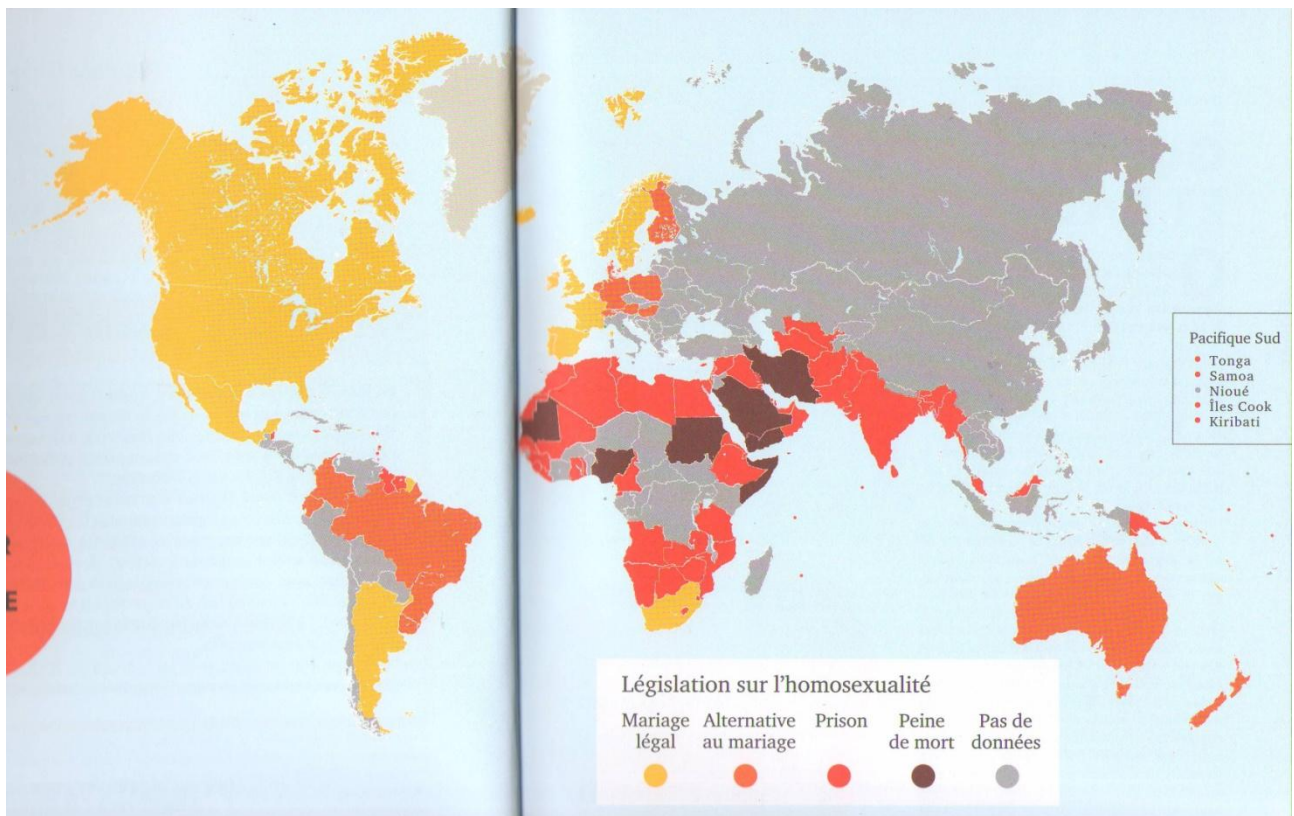 Pacifique Sud
Tonga
Samoa
Nioué
Îles Cook
Kiribati
Législation sur l'homosexualité
Mariage légal
Alternative au mariage
Prison
Peine de mort
Pas de données